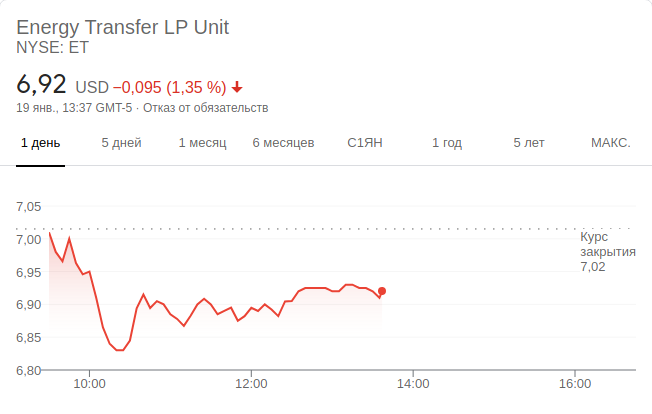 Energy Transfer LP Unit
NYSE: ET
6,92 USD −0,095 (1,35 %)
19 янв., 13:37 GMT-5 · Отказ от обязательств
1 день 5 дней 1 месяц 6 месяцев С1ЯН 1 год 5 лет МАКС.
7,05
7,00
6,95
6,90
6,85
6,80
Курс
закрытия
7,02
10:00 12:00 14:00 16:00